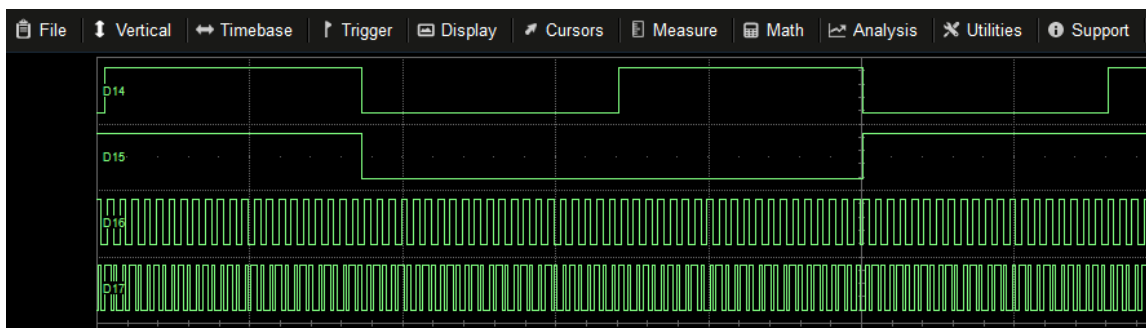 File Vertical Timebase Trigger Display Cursors Measure Math Analysis Utilities Support
D14
D15
D16
D17